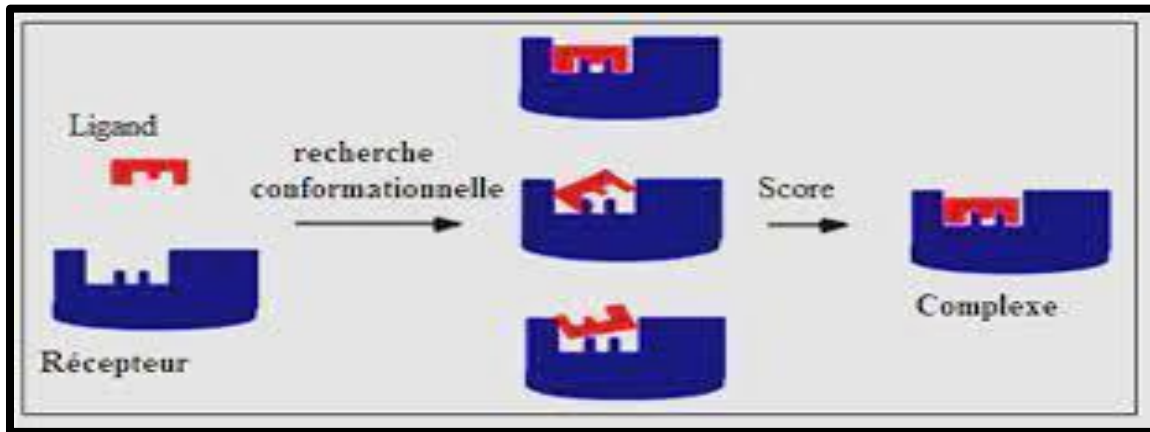 Ligand
Récepteur
recherche
conformationnelle
Score
Complexe